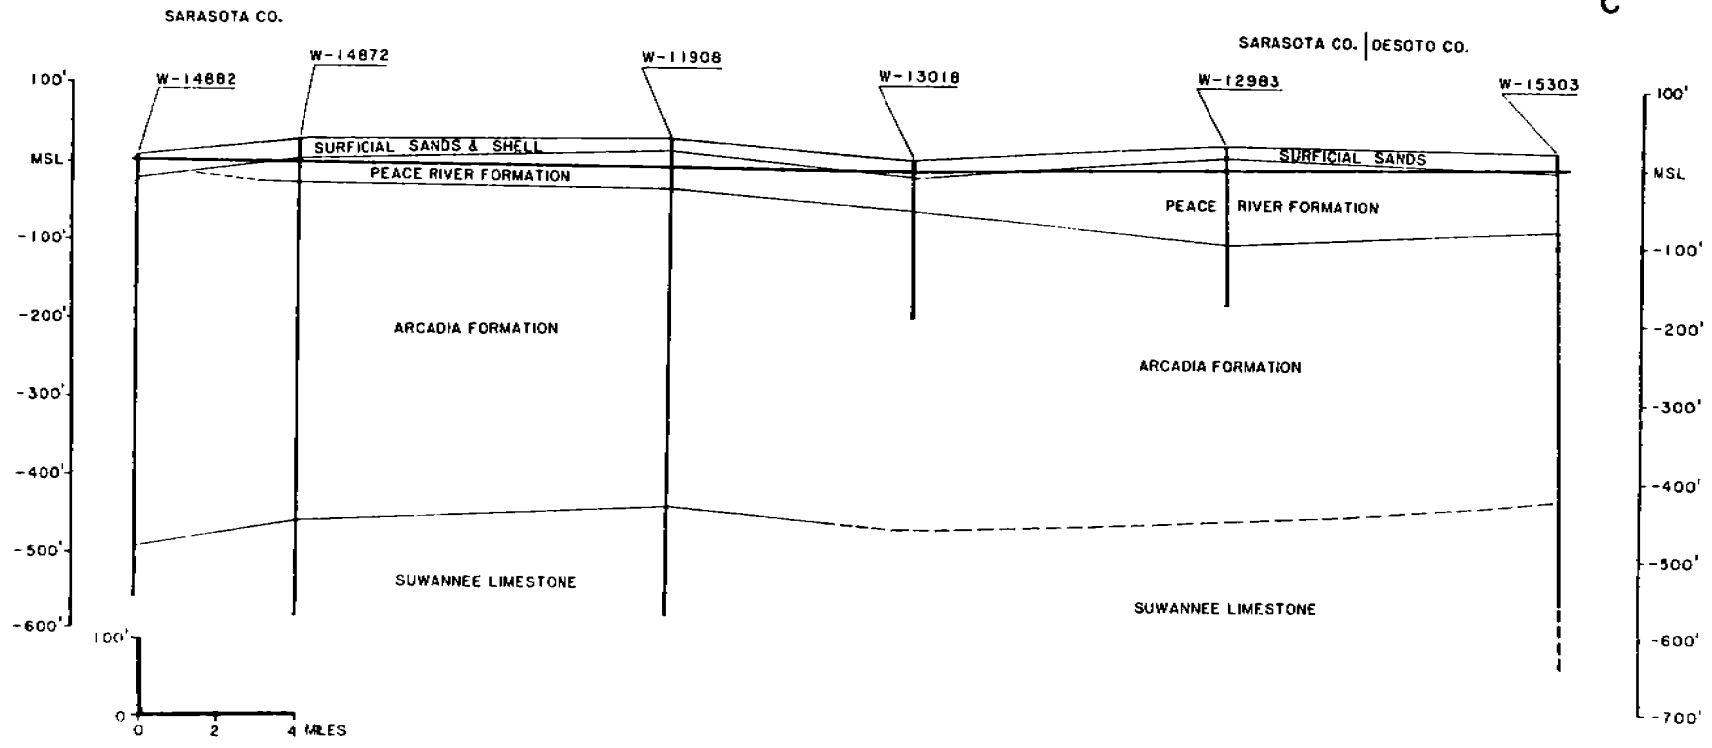 C
SARASOTA CO.
SARASOTA CO. | DESOTO CO.
W-14882
W-14872
W-11908
W-13018
W-12983
W-15303
100'
MSL
-100'
-200'
-300'
-400'
-500'
-600'
SURFICIAL SANDS & SHELL
PEACE RIVER FORMATION
ARCADIA FORMATION
SUWANNEE LIMESTONE
SURFICIAL SANDS
PEACE RIVER FORMATION
ARCADIA FORMATION
SUWANNEE LIMESTONE
100'
MSL
-100'
-200'
-300'
-400'
-500'
-600'
-700'
100'
0
0 2 4 MILES